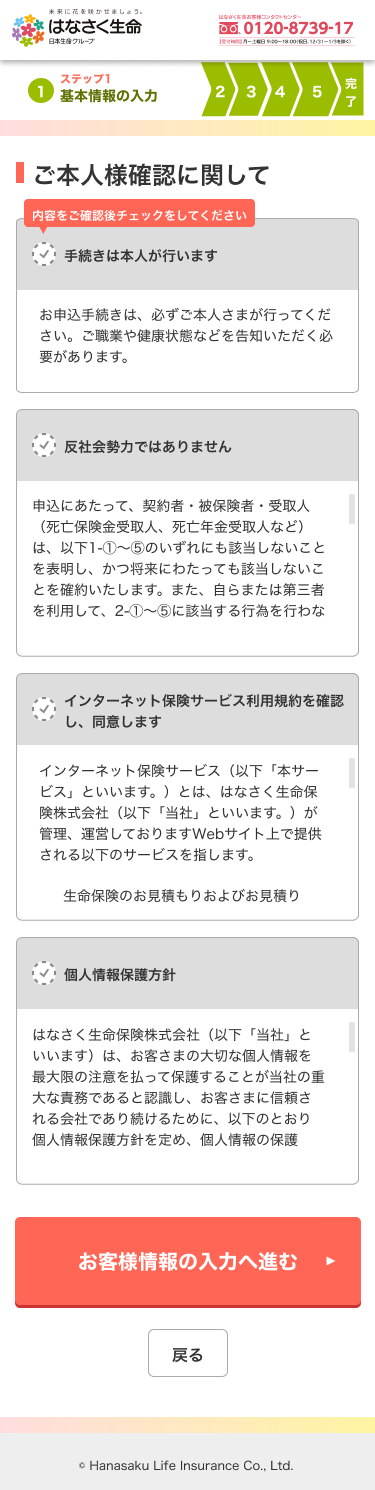 未来に花を咲かせましょう。
はなさく生命
日本生命グループ
はなさく生命お客様コンタクトセンター
0120-8739-17
【受付時間】月〜土曜日 9:00〜18:00(祝日、12/31〜1/3を除く)
1
ステップ1
基本情報の入力
2
3
4
5
完了
ご本人様確認に関して
内容をご確認後チェックをしてください
手続きは本人が行います
お申込手続きは、必ずご本人さまが行ってくだ
さい。ご職業や健康状態などを告知いただく必
要があります。
反社会勢力ではありません
申込にあたって、契約者・被保険者・受取人
（死亡保険金受取人、死亡年金受取人など）
は、以下1-①〜⑤のいずれにも該当しないこと
を表明し、かつ将来にわたっても該当しないこ
とを確約いたします。また、自らまたは第三者
を利用して、2-①〜⑤に該当する行為を行わな
インターネット保険サービス利用規約を確認
し、同意します
インターネット保険サービス（以下「本サー
ビス」といいます。）とは、はなさく生命保
険株式会社（以下「当社」といいます。）が
管理、運営しておりますWebサイト上で提供
される以下のサービスを指します。
生命保険のお見積もりおよびお見積り
個人情報保護方針
はなさく生命保険株式会社（以下「当社」と
いいます）は、お客さまの大切な個人情報を
最大限の注意を払って保護することが当社の重
大な責務であると認識し、お客さまに信頼さ
れる会社であり続けるために、以下のとおり
個人情報保護方針を定め、個人情報の保護
お客様情報の入力へ進む
戻る
© Hanasaku Life Insurance Co., Ltd.